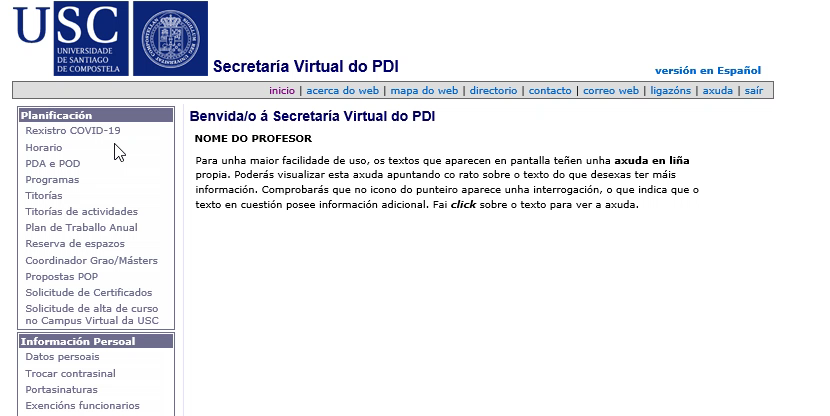 USC
UNIVERSIDADE
DE SANTIAGO
DE COMPOSTELA
Secretaría Virtual do PDI
versión en Español
inicio | acerca do web | mapa do web | directorio | contacto | correo web | ligazóns | axuda | saír
Planificación
Rexistro COVID-19
Horario
PDA e POD
Programas
Titorías
Titorías de actividades
Plan de Traballo Anual
Reserva de espazos
Coordinador Grao/Másters
Propostas POP
Solicitude de Certificados
Solicitude de alta de curso
no Campus Virtual da USC
Información Persoal
Datos persoais
Trocar contrasinal
Portasinaturas
Exencións funcionarios
Benvida/o á Secretaría Virtual do PDI
NOME DO PROFESOR
Para unha maior facilidade de uso, os textos que aparecen en pantalla teñen unha axuda en liña
propia. Poderás visualizar esta axuda apuntando co rato sobre o texto do que desexas ter máis
información. Comprobarás que no icono do punteiro aparece unha interrogación, o que indica que o
texto en cuestión posee información adicional. Fai click sobre o texto para ver a axuda.